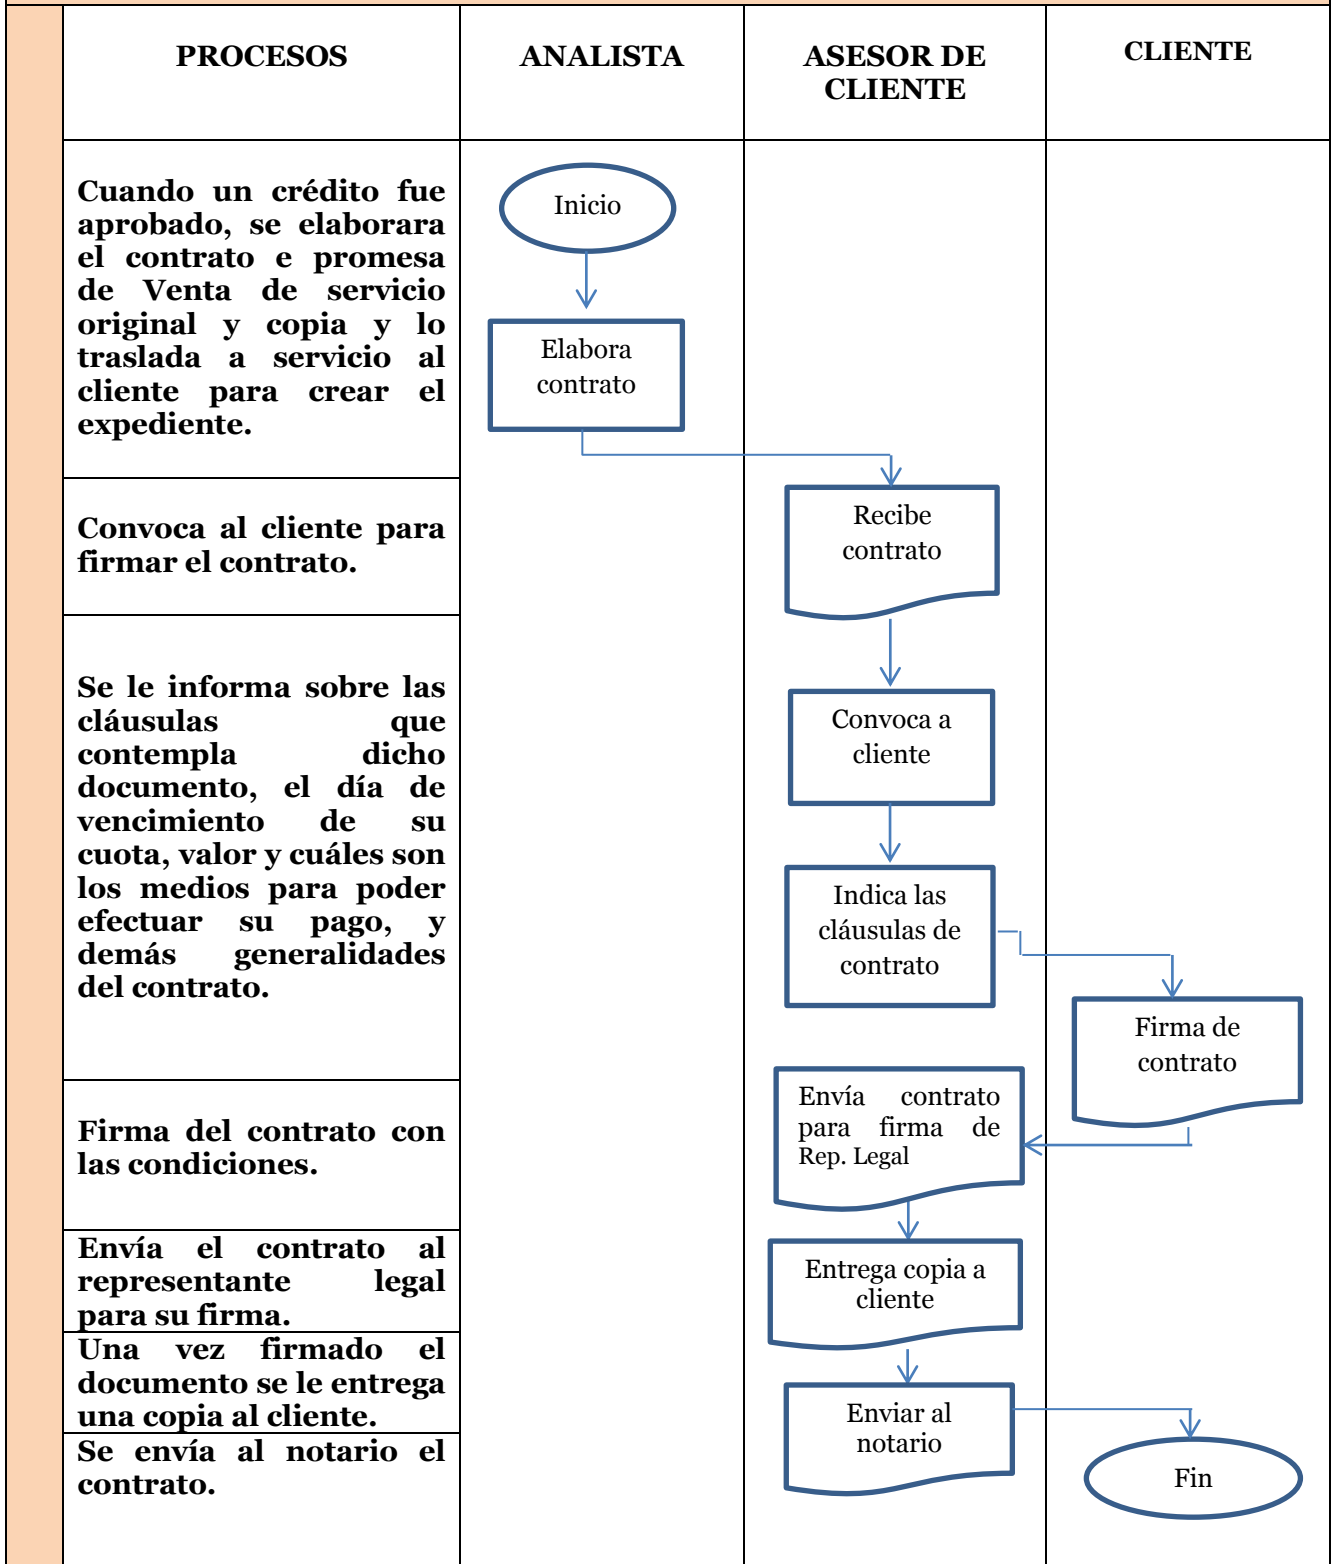 PROCESOS
ANALISTA
ASESOR DE
CLIENTE
CLIENTE
Cuando un crédito fue
aprobado, se elaborara
el contrato e promesa
de Venta de servicio
original y copia y lo
traslada a servicio al
cliente para crear el
expediente.
Inicio
Elabora
contrato
Convoca al cliente para
firmar el contrato.
Recibe
contrato
Se le informa sobre las
cláusulas que
contempla dicho
documento, el día de
vencimiento de su
cuota, valor y cuáles son
los medios para poder
efectuar su pago, y
demás generalidades
del contrato.
Convoca a
cliente
Indica las
cláusulas de
contrato
Firma de
contrato
Firma del contrato con
las condiciones.
Envía contrato
para firma de
Rep. Legal
Envía el contrato al
representante legal
para su firma.
Entrega copia a
cliente
Una vez firmado el
documento se le entrega
una copia al cliente.
Enviar al
notario
Se envía al notario el
contrato.
Fin